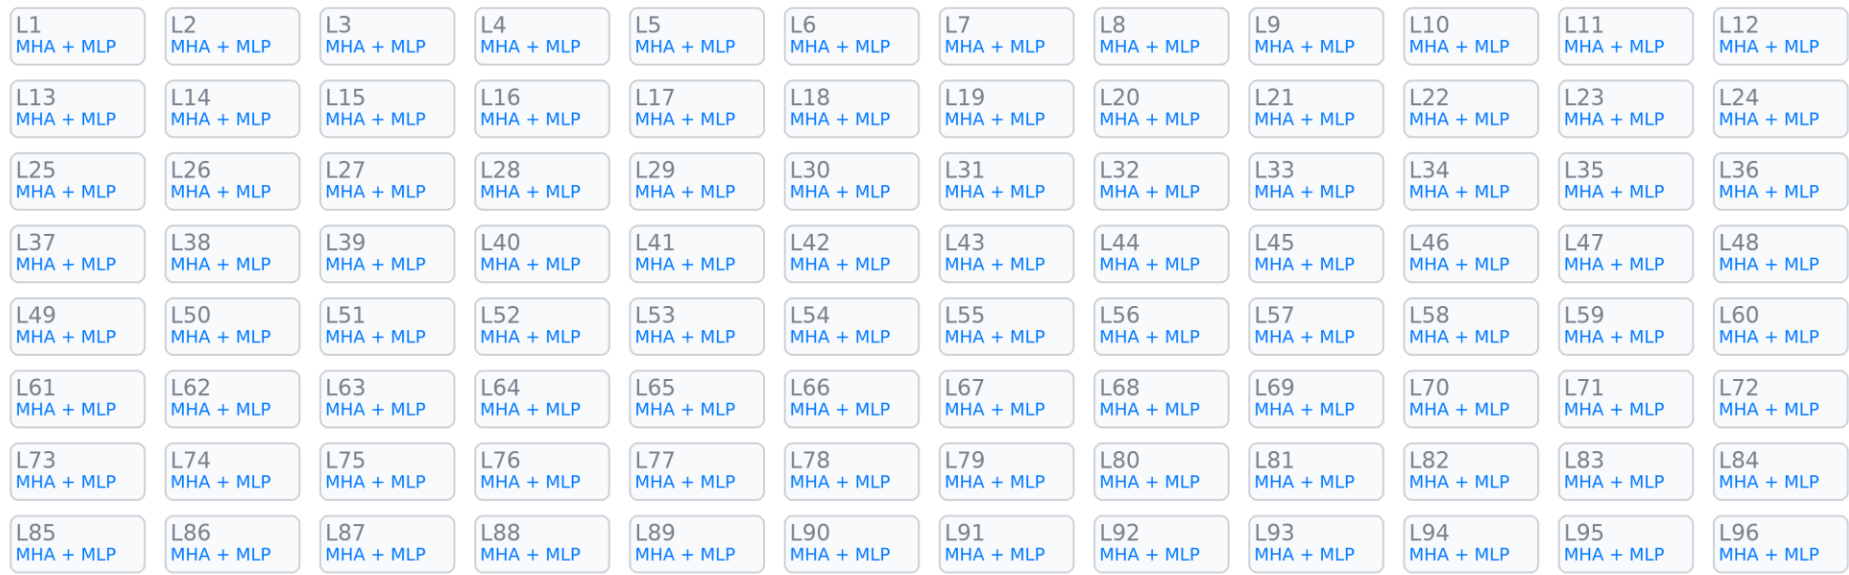 L1 L2 L3 L4 L5 L6 L7 L8 L9 L10 L11 L12
MHA + MLP MHA + MLP MHA + MLP MHA + MLP MHA + MLP MHA + MLP MHA + MLP MHA + MLP MHA + MLP MHA + MLP MHA + MLP MHA + MLP
L13 L14 L15 L16 L17 L18 L19 L20 L21 L22 L23 L24
MHA + MLP MHA + MLP MHA + MLP MHA + MLP MHA + MLP MHA + MLP MHA + MLP MHA + MLP MHA + MLP MHA + MLP MHA + MLP MHA + MLP
L25 L26 L27 L28 L29 L30 L31 L32 L33 L34 L35 L36
MHA + MLP MHA + MLP MHA + MLP MHA + MLP MHA + MLP MHA + MLP MHA + MLP MHA + MLP MHA + MLP MHA + MLP MHA + MLP MHA + MLP
L37 L38 L39 L40 L41 L42 L43 L44 L45 L46 L47 L48
MHA + MLP MHA + MLP MHA + MLP MHA + MLP MHA + MLP MHA + MLP MHA + MLP MHA + MLP MHA + MLP MHA + MLP MHA + MLP MHA + MLP
L49 L50 L51 L52 L53 L54 L55 L56 L57 L58 L59 L60
MHA + MLP MHA + MLP MHA + MLP MHA + MLP MHA + MLP MHA + MLP MHA + MLP MHA + MLP MHA + MLP MHA + MLP MHA + MLP MHA + MLP
L61 L62 L63 L64 L65 L66 L67 L68 L69 L70 L71 L72
MHA + MLP MHA + MLP MHA + MLP MHA + MLP MHA + MLP MHA + MLP MHA + MLP MHA + MLP MHA + MLP MHA + MLP MHA + MLP MHA + MLP
L73 L74 L75 L76 L77 L78 L79 L80 L81 L82 L83 L84
MHA + MLP MHA + MLP MHA + MLP MHA + MLP MHA + MLP MHA + MLP MHA + MLP MHA + MLP MHA + MLP MHA + MLP MHA + MLP MHA + MLP
L85 L86 L87 L88 L89 L90 L91 L92 L93 L94 L95 L96
MHA + MLP MHA + MLP MHA + MLP MHA + MLP MHA + MLP MHA + MLP MHA + MLP MHA + MLP MHA + MLP MHA + MLP MHA + MLP MHA + MLP